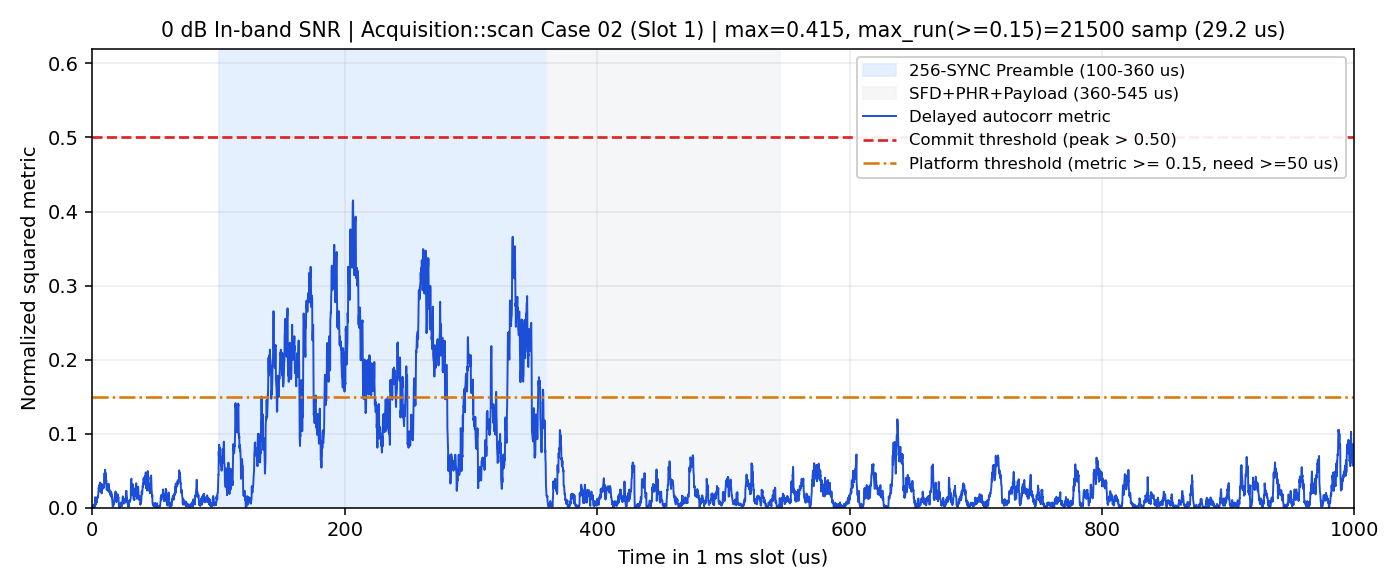 0 dB In-band SNR | Acquisition::scan Case 02 (Slot 1) | max=0.415, max_run(>=0.15)=21500 samp (29.2 us)
256-SYNC Preamble (100-360 us)
SFD+PHR+Payload (360-545 us)
Delayed autocorr metric
Commit threshold (peak > 0.50)
Platform threshold (metric >= 0.15, need >=50 us)
Normalized squared metric
0.6
0.5
0.4
0.3
0.2
0.1
0.0
0 200 400 600 800 1000
Time in 1 ms slot (us)